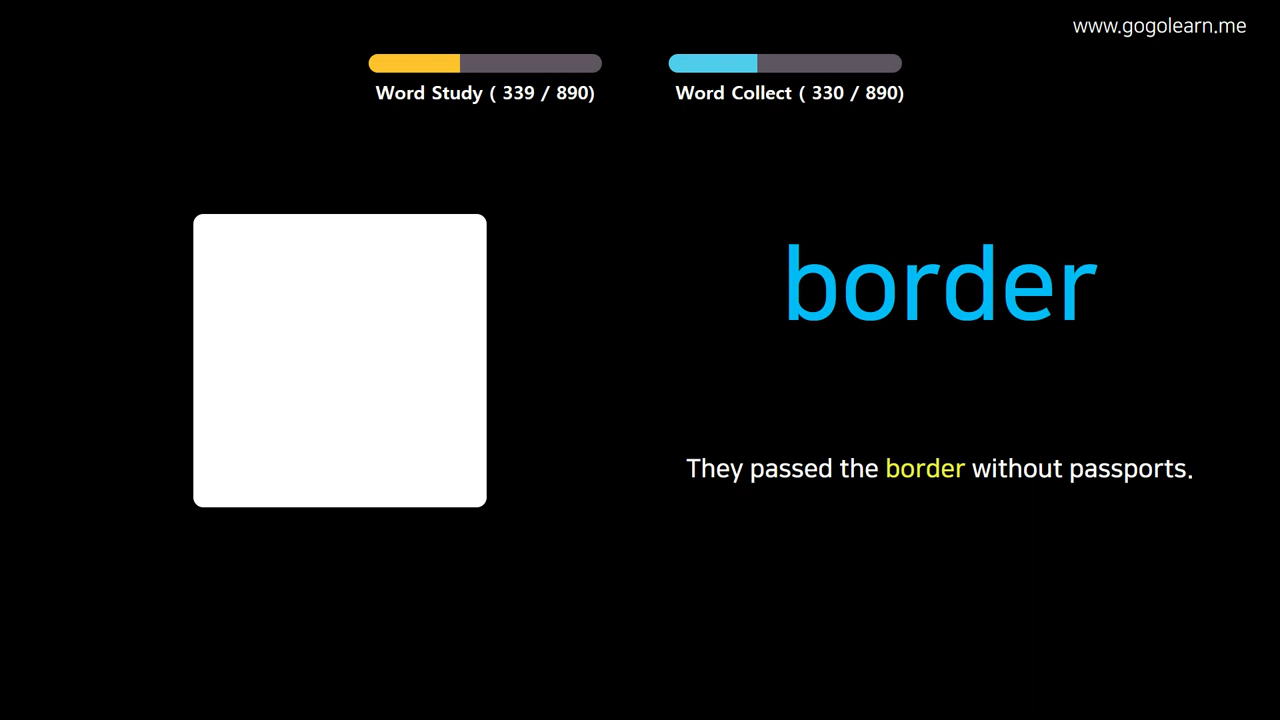 www.gogolearn.me
Word Study ( 339 / 890)
Word Collect ( 330 / 890)
border
They passed the border without passports.